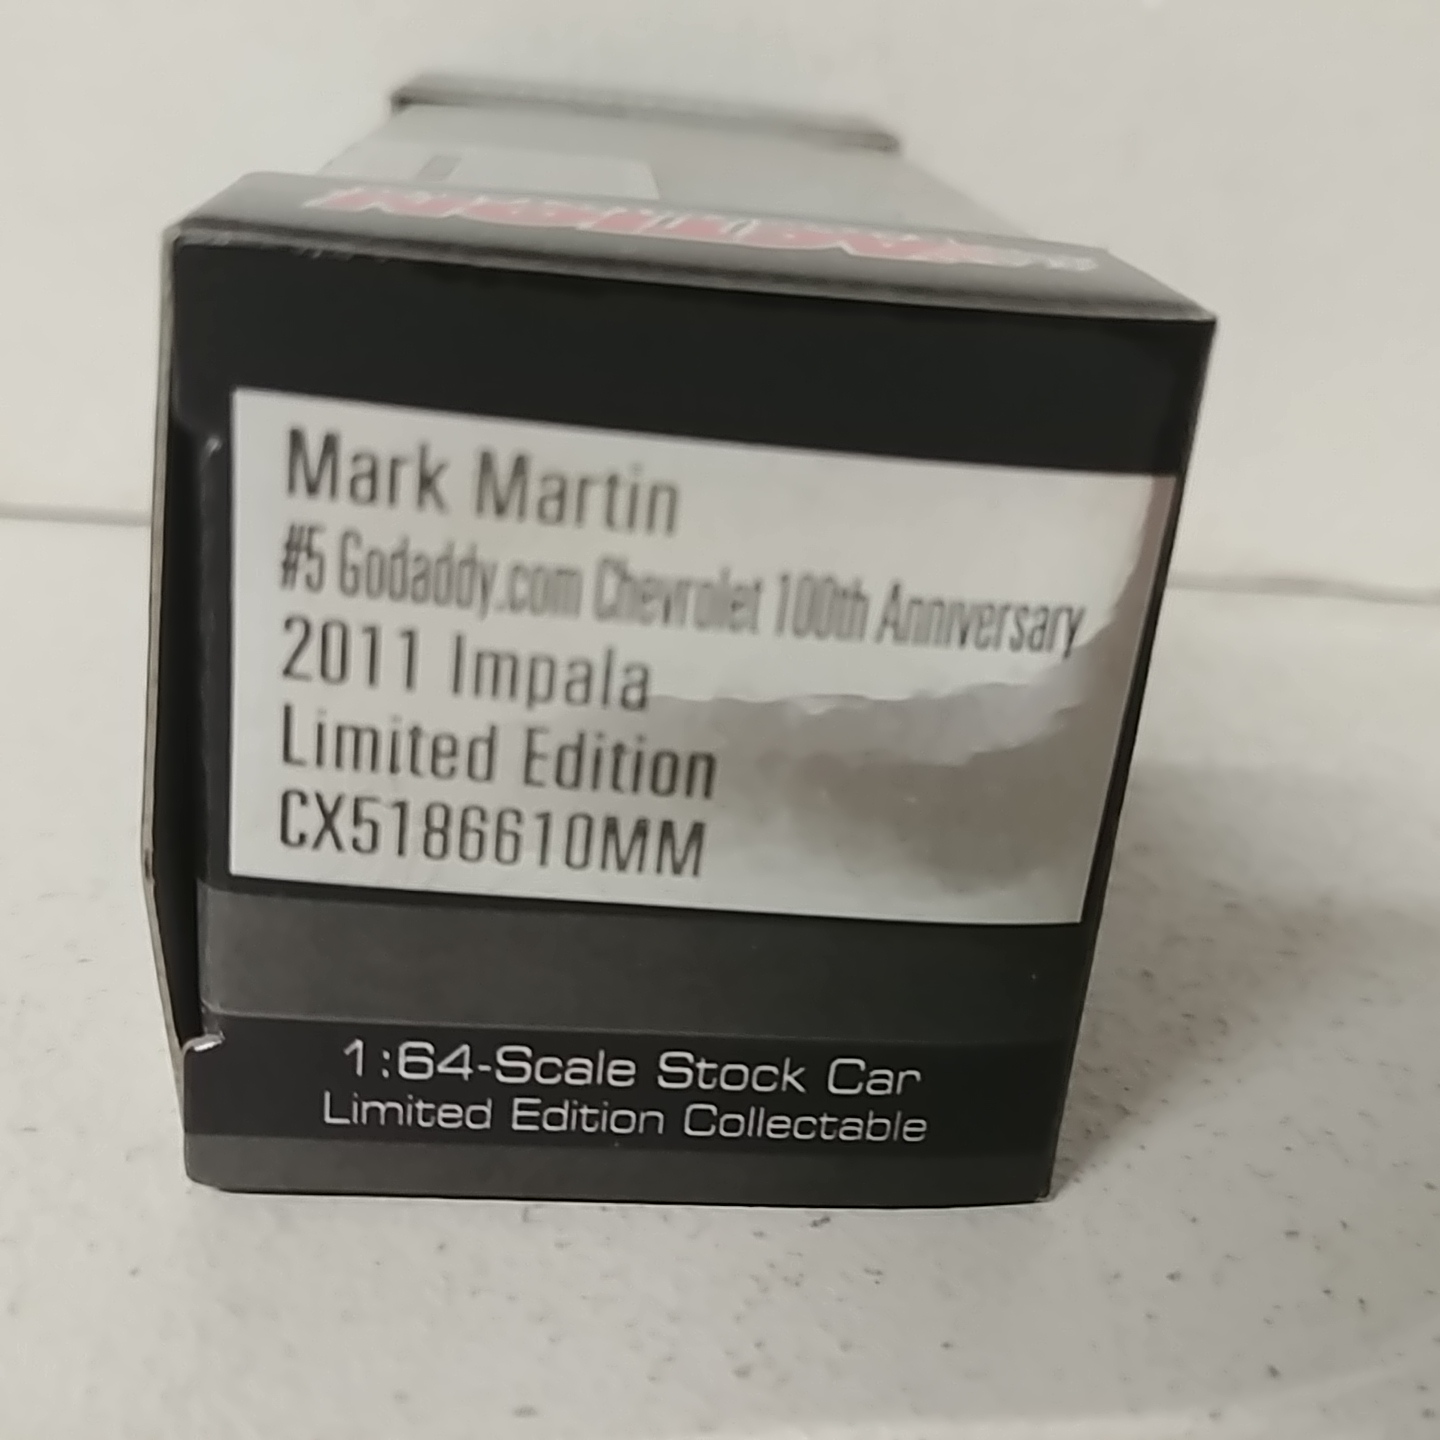 Mark Martin
#5 Godaddy.com Chevrolet 100th Anniversary
2011 Impala
Limited Edition
CX5186610MM
1:64-Scale Stock Car
Limited Edition Collectable